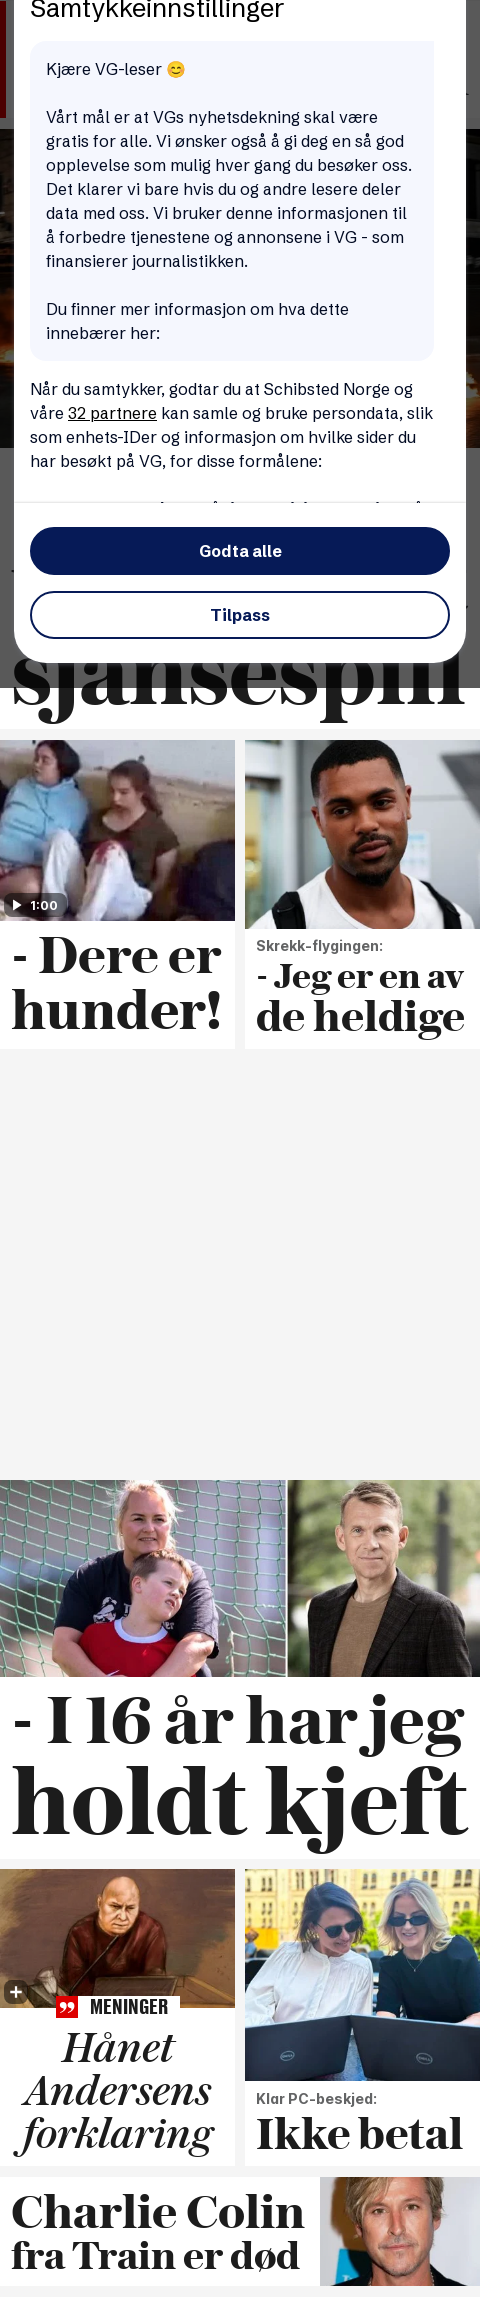 Samtykkeinnstillinger
Kjære VG-leser 😊
Vårt mål er at VGs nyhetsdekning skal være
gratis for alle. Vi ønsker også å gi deg en så god
opplevelse som mulig hver gang du besøker oss.
Det klarer vi bare hvis du og andre lesere deler
data med oss. Vi bruker denne informasjonen til
å forbedre tjenestene og annonsene i VG - som
finansierer journalistikken.
Du finner mer informasjon om hva dette
innebærer her:
Når du samtykker, godtar du at Schibsted Norge og
våre 32 partnere kan samle og bruke persondata, slik
som enhets-IDer og informasjon om hvilke sider du
har besøkt på VG, for disse formålene:
Godta alle
Tilpass
sjansespill
1:00
- Dere er
hunder!
Skrekk-flygingen:
- Jeg er en av
de heldige
- I 16 år har jeg
holdt kjeft
MENINGER
Hånet
Andersens
forklaring
Klar PC-beskjed:
Ikke betal
Charlie Colin
fra Train er død